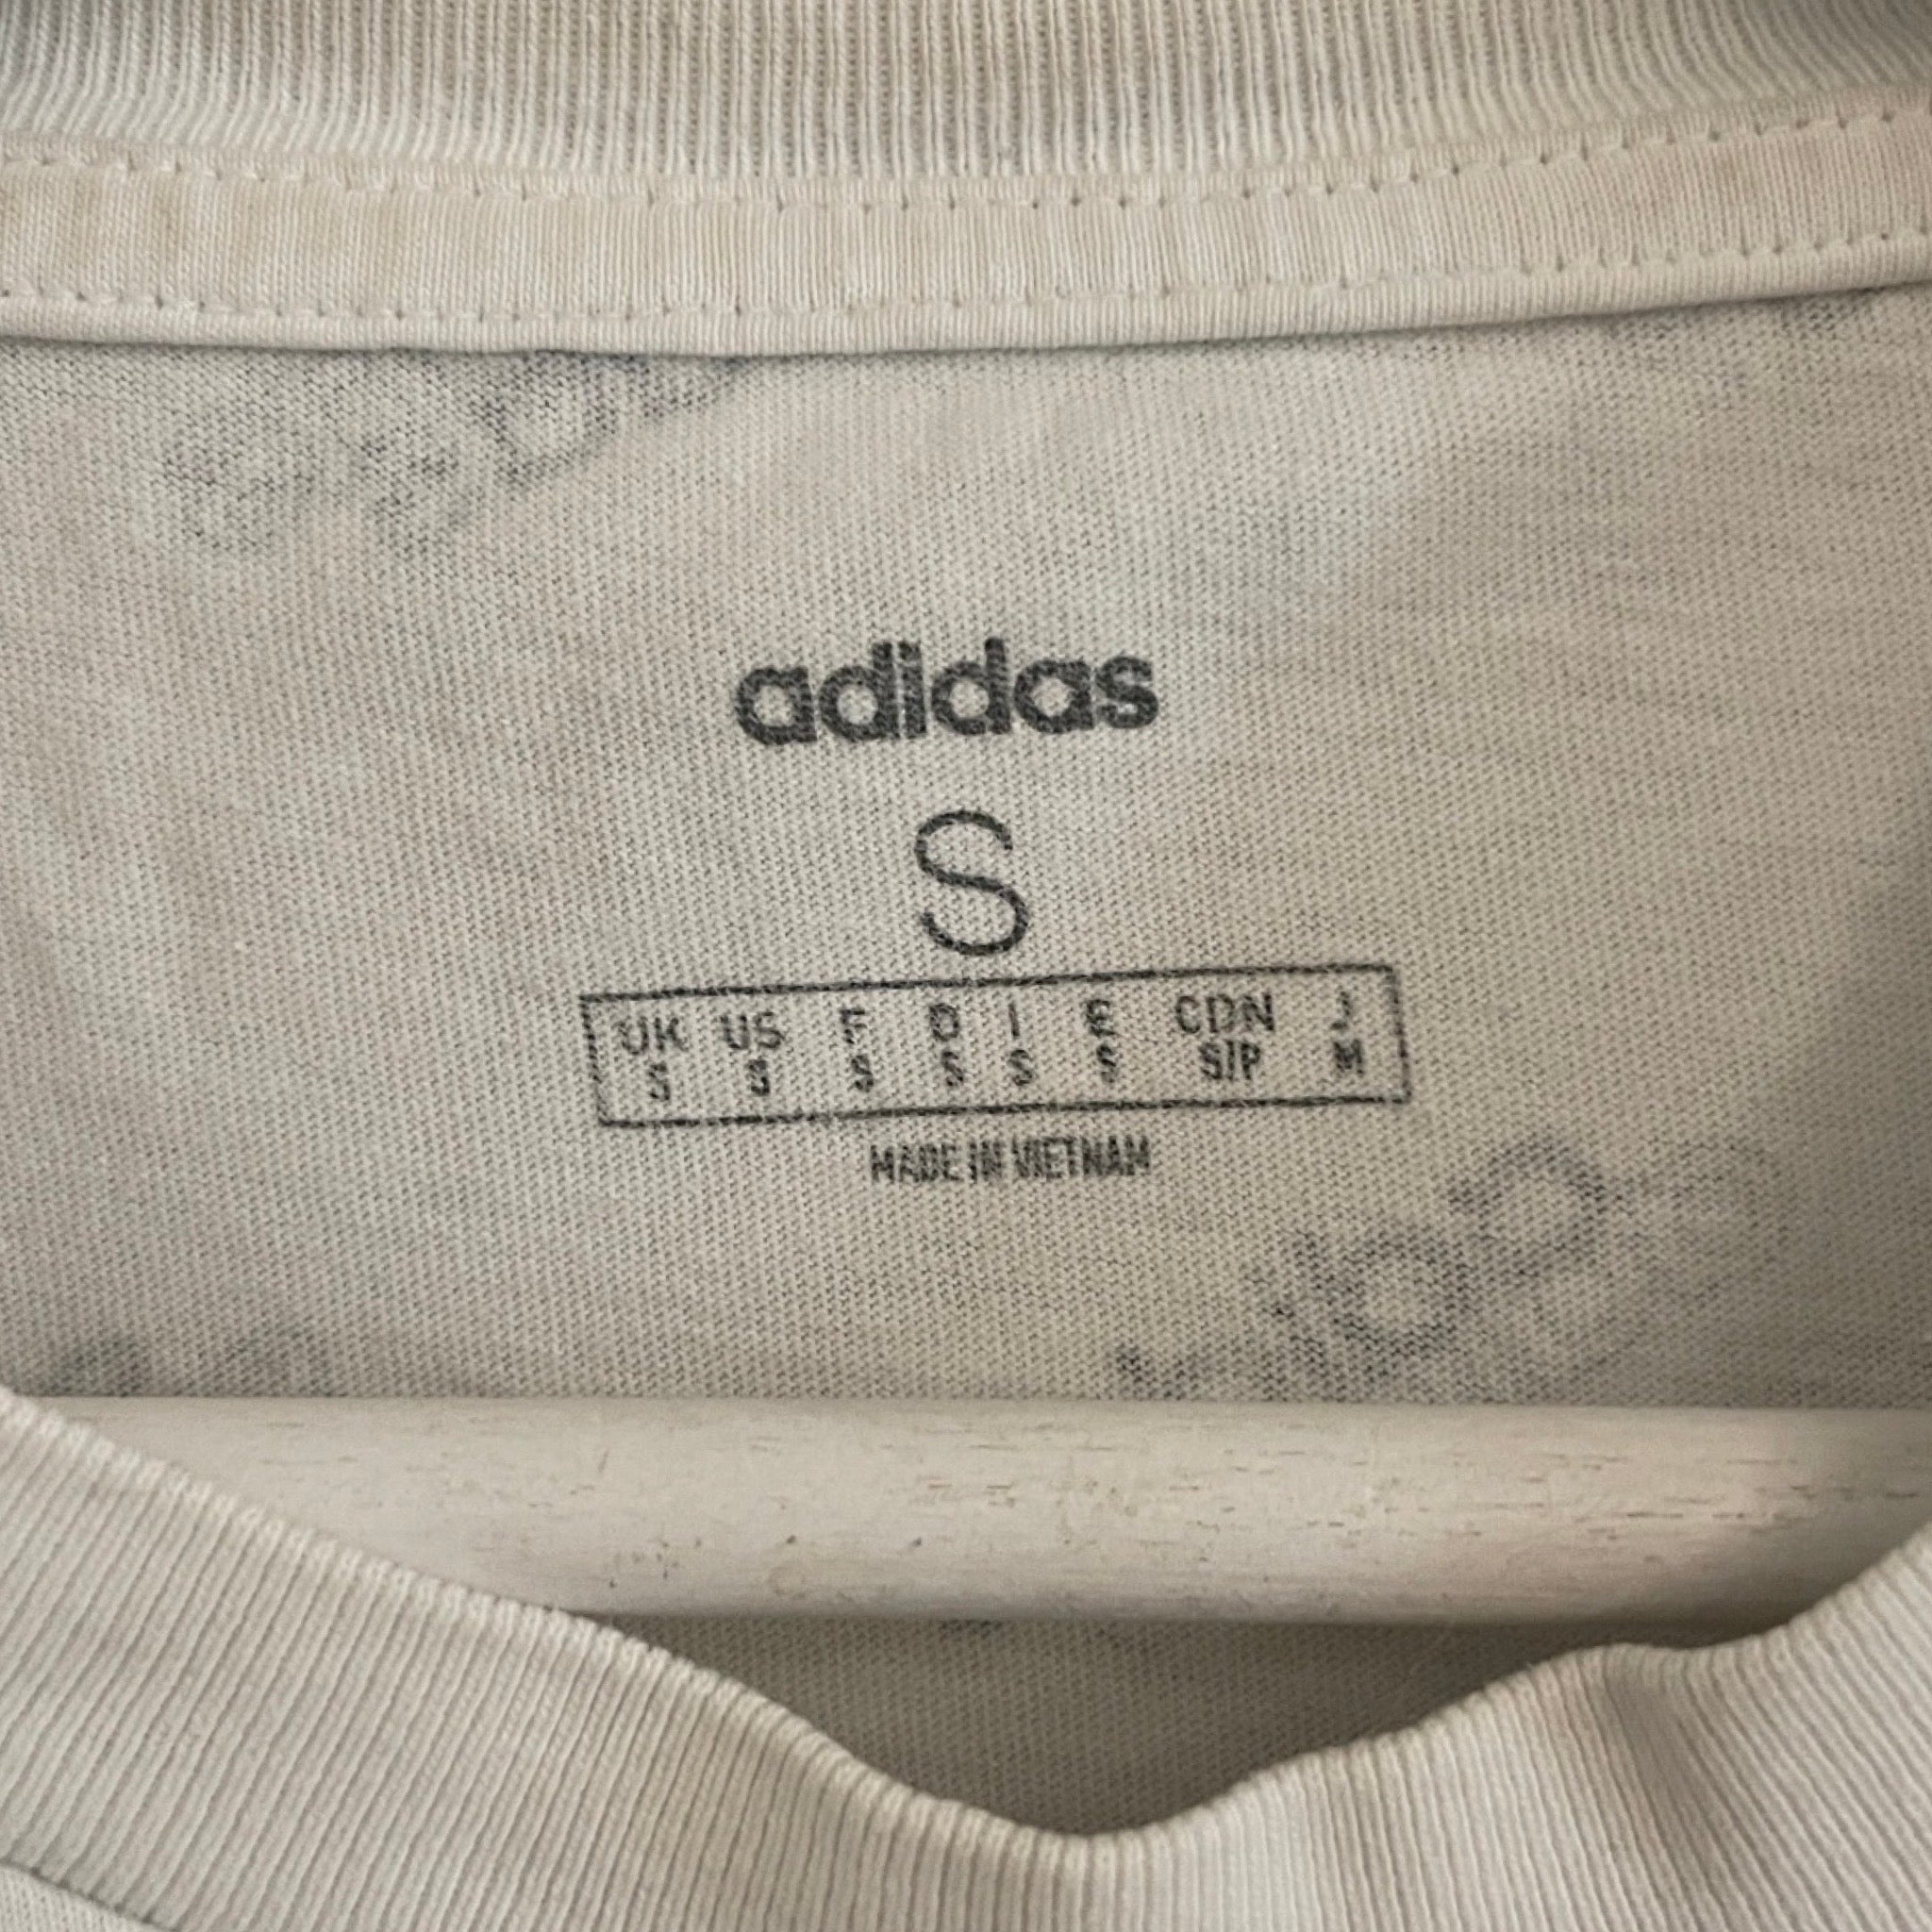 adidas
S
UK US F D I E CDN J
S S S S S S S/P M
MADE IN VIETNAM